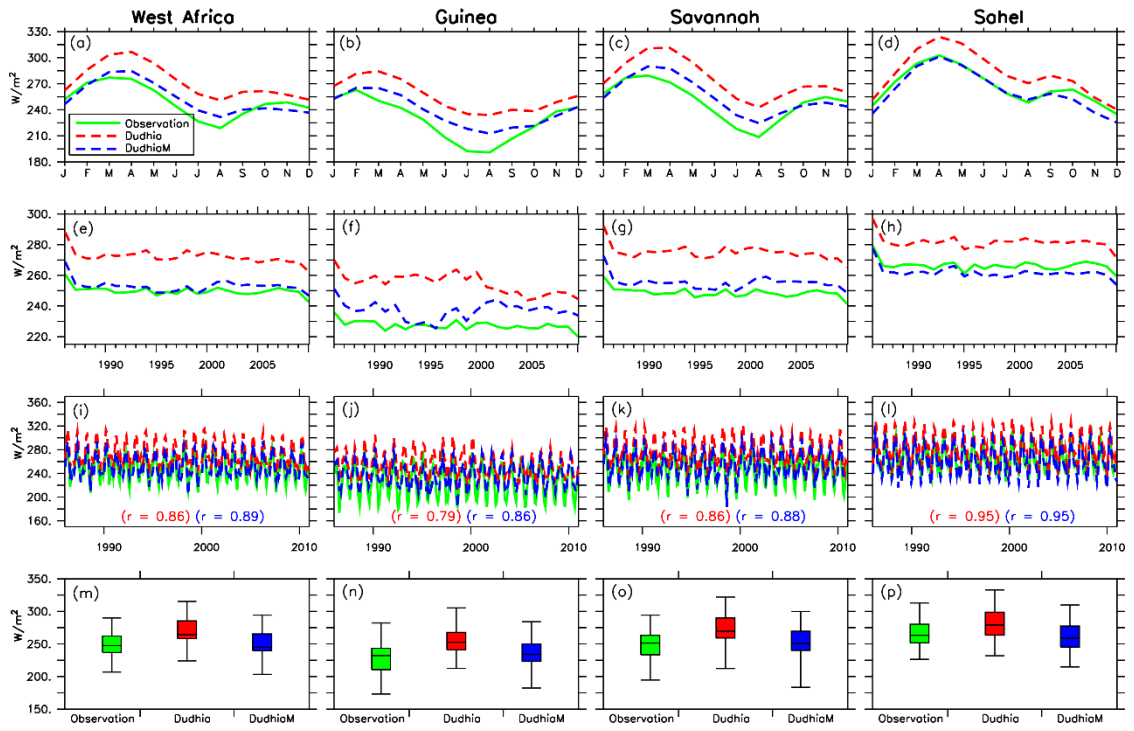 West Africa Guinea Savannah Sahel
W/m²
330.
300.
270.
240.
210.
180.
(a) (b) (c) (d)
Observation
Dudhia
DudhiaM
J F M A M J J A S O N D J F M A M J J A S O N D J F M A M J J A S O N D J F M A M J J A S O N D
W/m²
300.
280.
260.
240.
220.
(e) (f) (g) (h)
1990 1995 2000 2005 1990 1995 2000 2005 1990 1995 2000 2005 1990 1995 2000 2005
W/m²
360.
320.
280.
240.
200.
160.
(i) (j) (k) (l)
(r = 0.86) (r = 0.89) (r = 0.79) (r = 0.86) (r = 0.86) (r = 0.88) (r = 0.95) (r = 0.95)
1990 2000 2010 1990 2000 2010 1990 2000 2010 1990 2000 2010
W/m²
350.
300.
250.
200.
150.
(m) (n) (o) (p)
Observation Dudhia DudhiaM Observation Dudhia DudhiaM Observation Dudhia DudhiaM Observation Dudhia DudhiaM